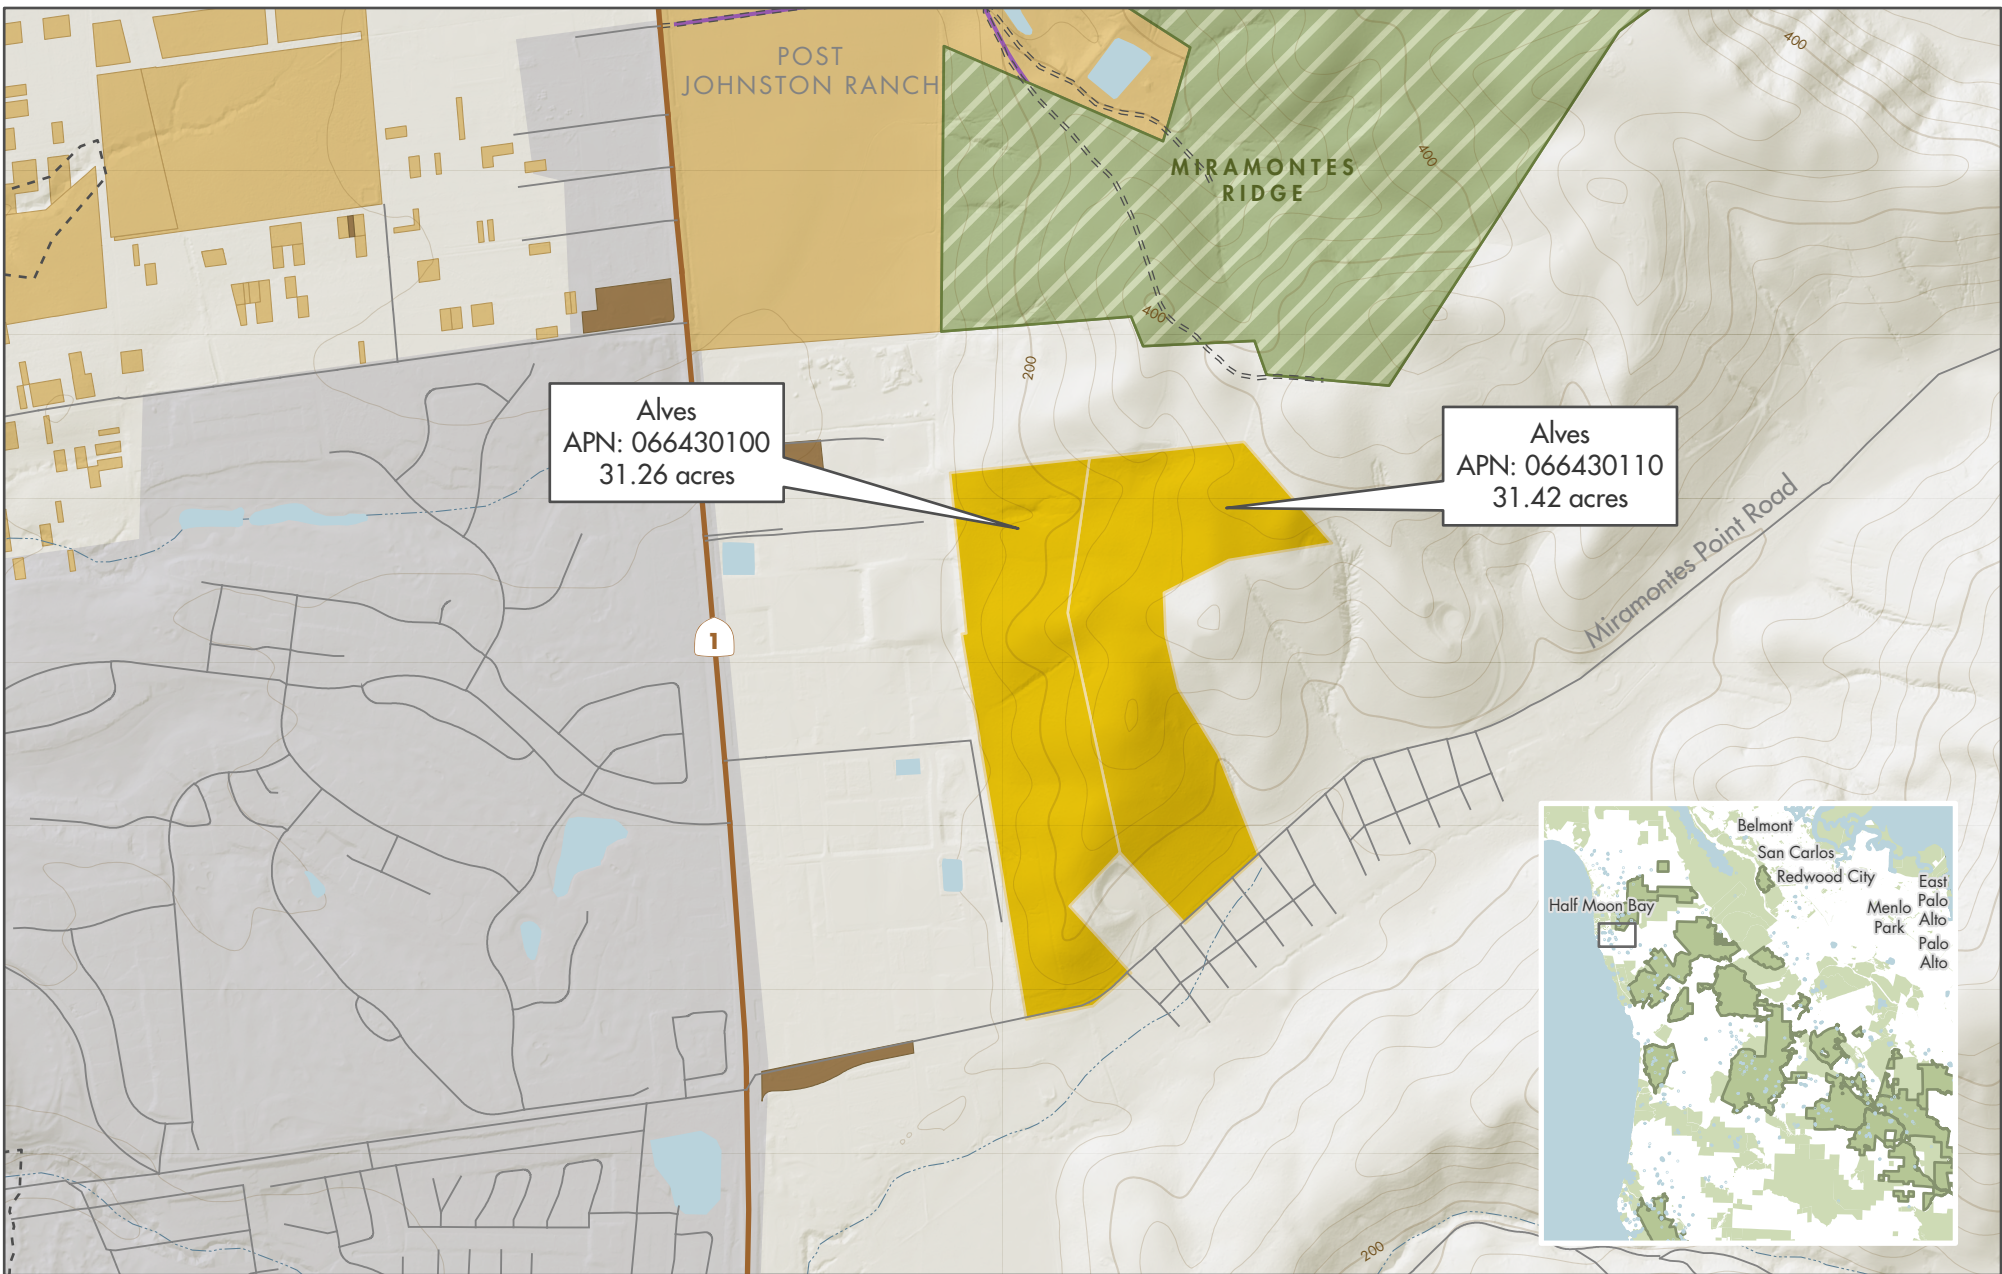 POST
JOHNSTON RANCH
400
400
MIRAMONTES
RIDGE
400
200
Alves
APN: 066430100
31.26 acres
Alves
APN: 066430110
31.42 acres
Miramontes Point Road
1
Belmont
San Carlos
Redwood City
East
Palo
Alto
Menlo
Park
Half Moon Bay
Palo
Alto
200